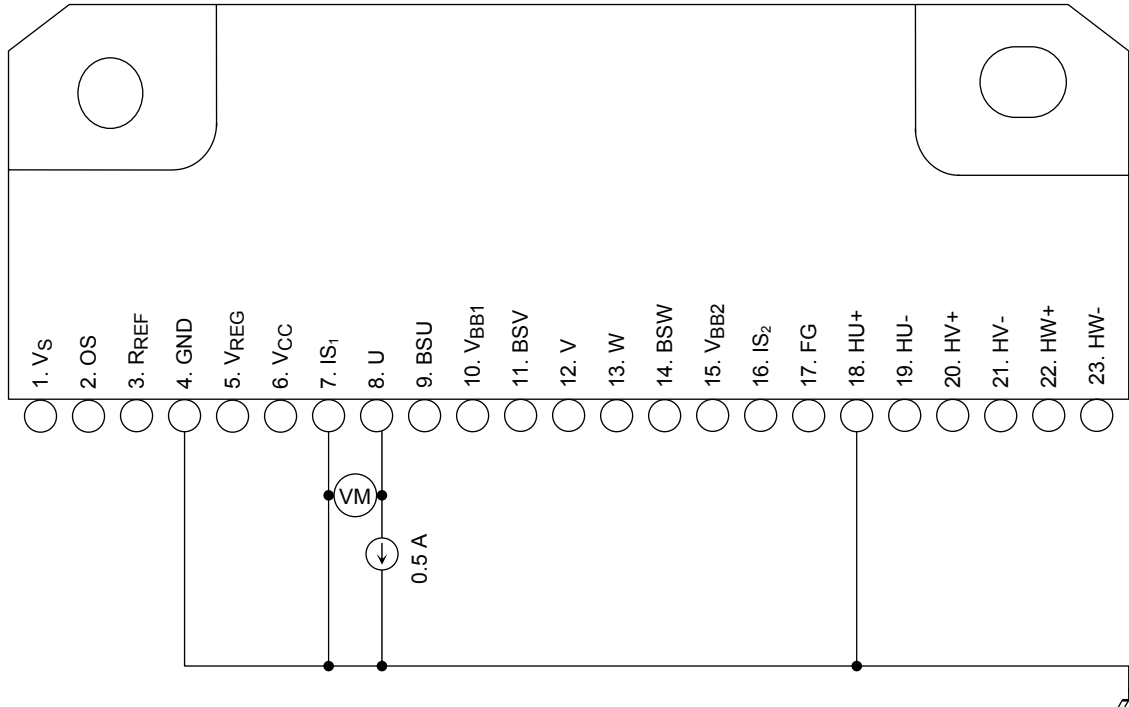 1. VS
2. OS
3. RREF
4. GND
5. VREG
6. VCC
7. IS1
8. U
9. BSU
10. VBB1
11. BSV
12. V
13. W
14. BSW
15. VBB2
16. IS2
17. FG
18. HU+
19. HU-
20. HV+
21. HV-
22. HW+
23. HW-
VM
0.5 A